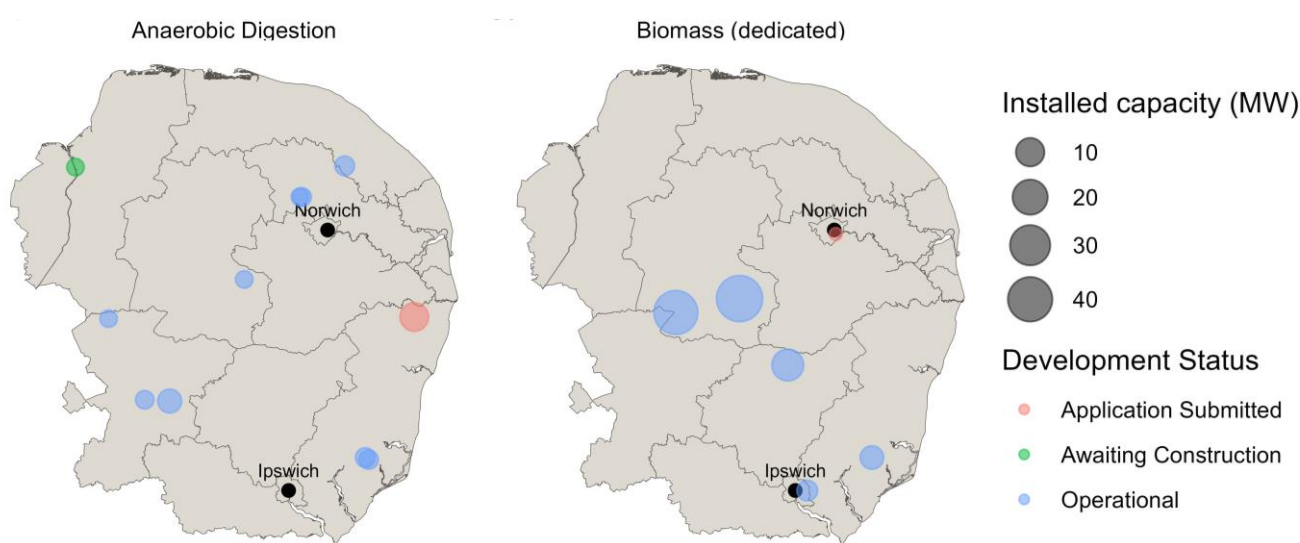 Anaerobic Digestion
Biomass (dedicated)
Norwich
Ipswich
Norwich
Ipswich
Installed capacity (MW)
10
20
30
40
Development Status
Application Submitted
Awaiting Construction
Operational